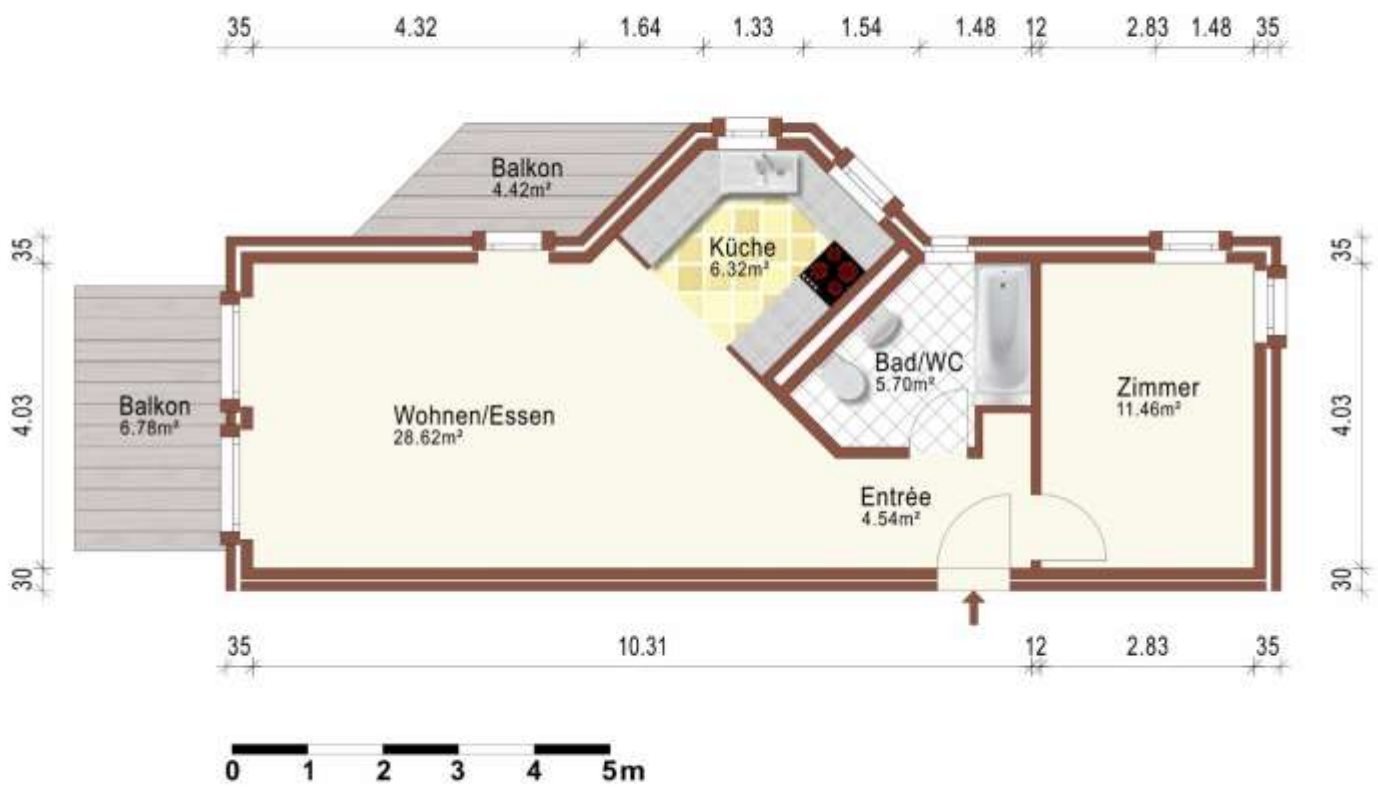 35 4.32 1.64 1.33 1.54 1.48 12 2.83 1.48 35
Balkon
4.42m²
Küche
6.32m²
35
35
Bad/WC
5.70m²
Zimmer
11.46m²
Balkon
6.78m²
4.03
Wohnen/Essen
28.62m²
4.03
Entrée
4.54m²
30
30
35 10.31 12 2.83 35
0 1 2 3 4 5m